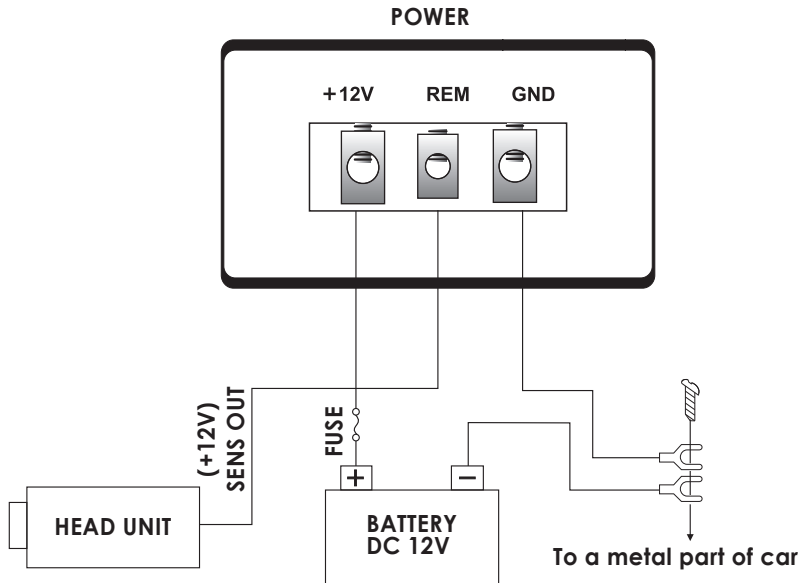 POWER
+12V REM GND
(+12V)
SENS OUT
FUSE
+ −
HEAD UNIT
BATTERY
DC 12V
To a metal part of car